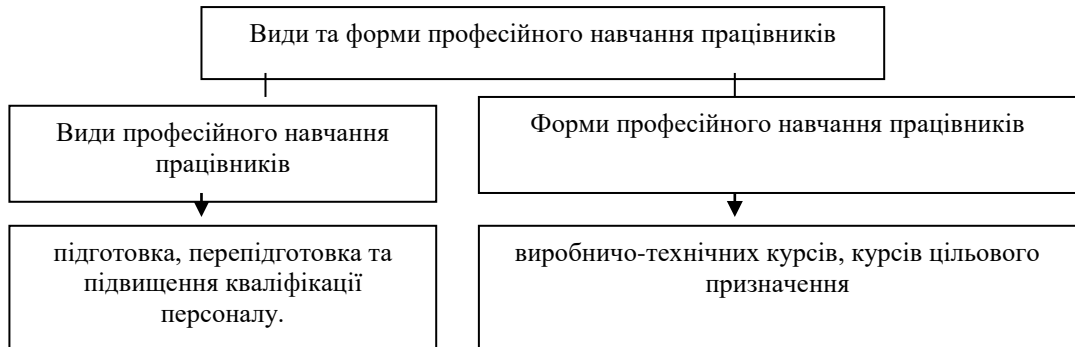 Види та форми професійного навчання працівників
Види професійного навчання
працівників
Форми професійного навчання працівників
підготовка, перепідготовка та
підвищення кваліфікації
персоналу.
виробничо-технічних курсів, курсів цільового
призначення